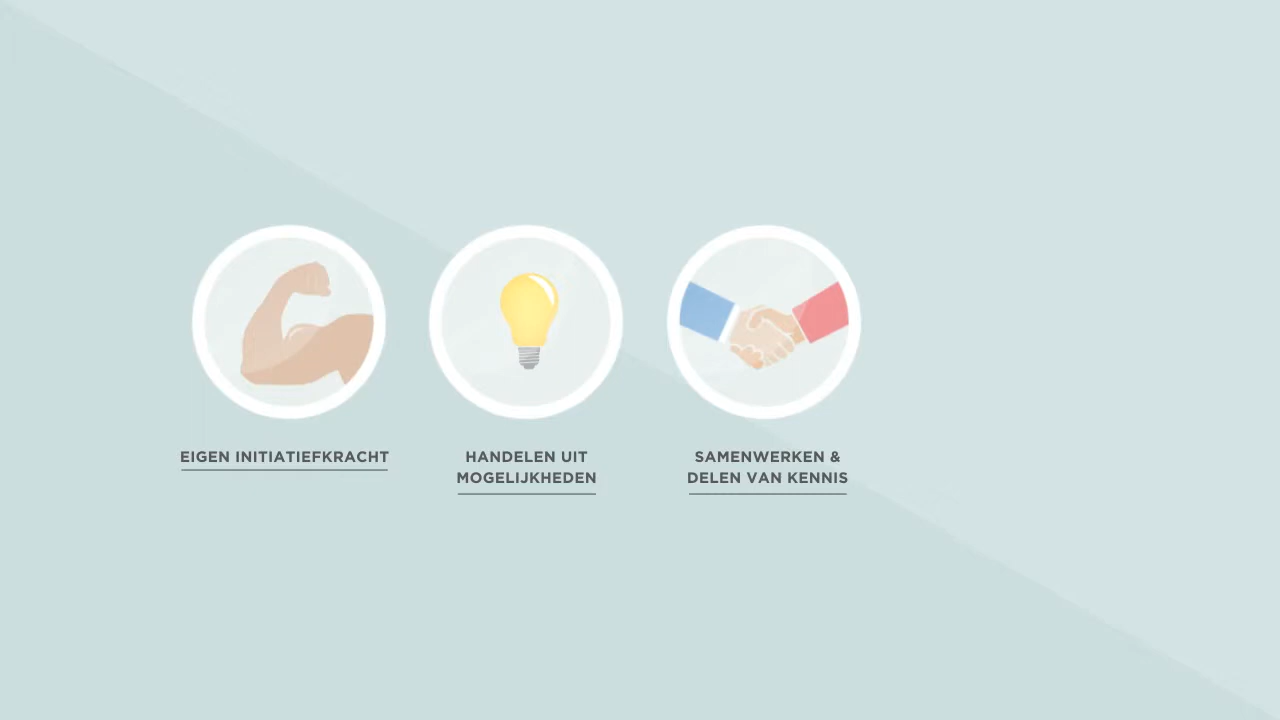 EIGEN INITIATIEFKRACHT
HANDELEN UIT
MOGELIJKHEDEN
SAMENWERKEN &
DELEN VAN KENNIS